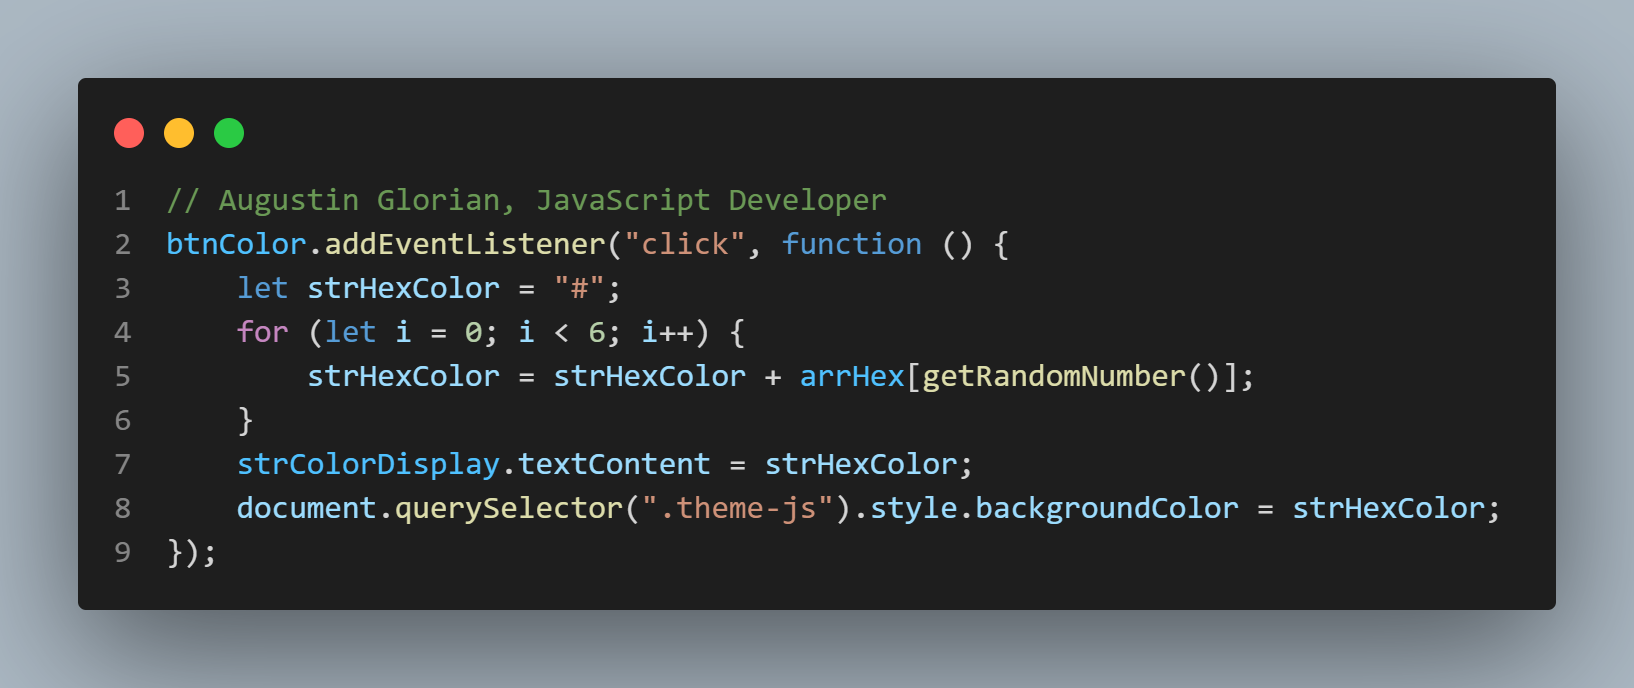 1 // Augustin Glorian, JavaScript Developer
2 btnColor.addEventListener("click", function () {
3     let strHexColor = "#";
4     for (let i = 0; i < 6; i++) {
5         strHexColor = strHexColor + arrHex[getRandomNumber()];
6     }
7     strColorDisplay.textContent = strHexColor;
8     document.querySelector(".theme-js").style.backgroundColor = strHexColor;
9 });